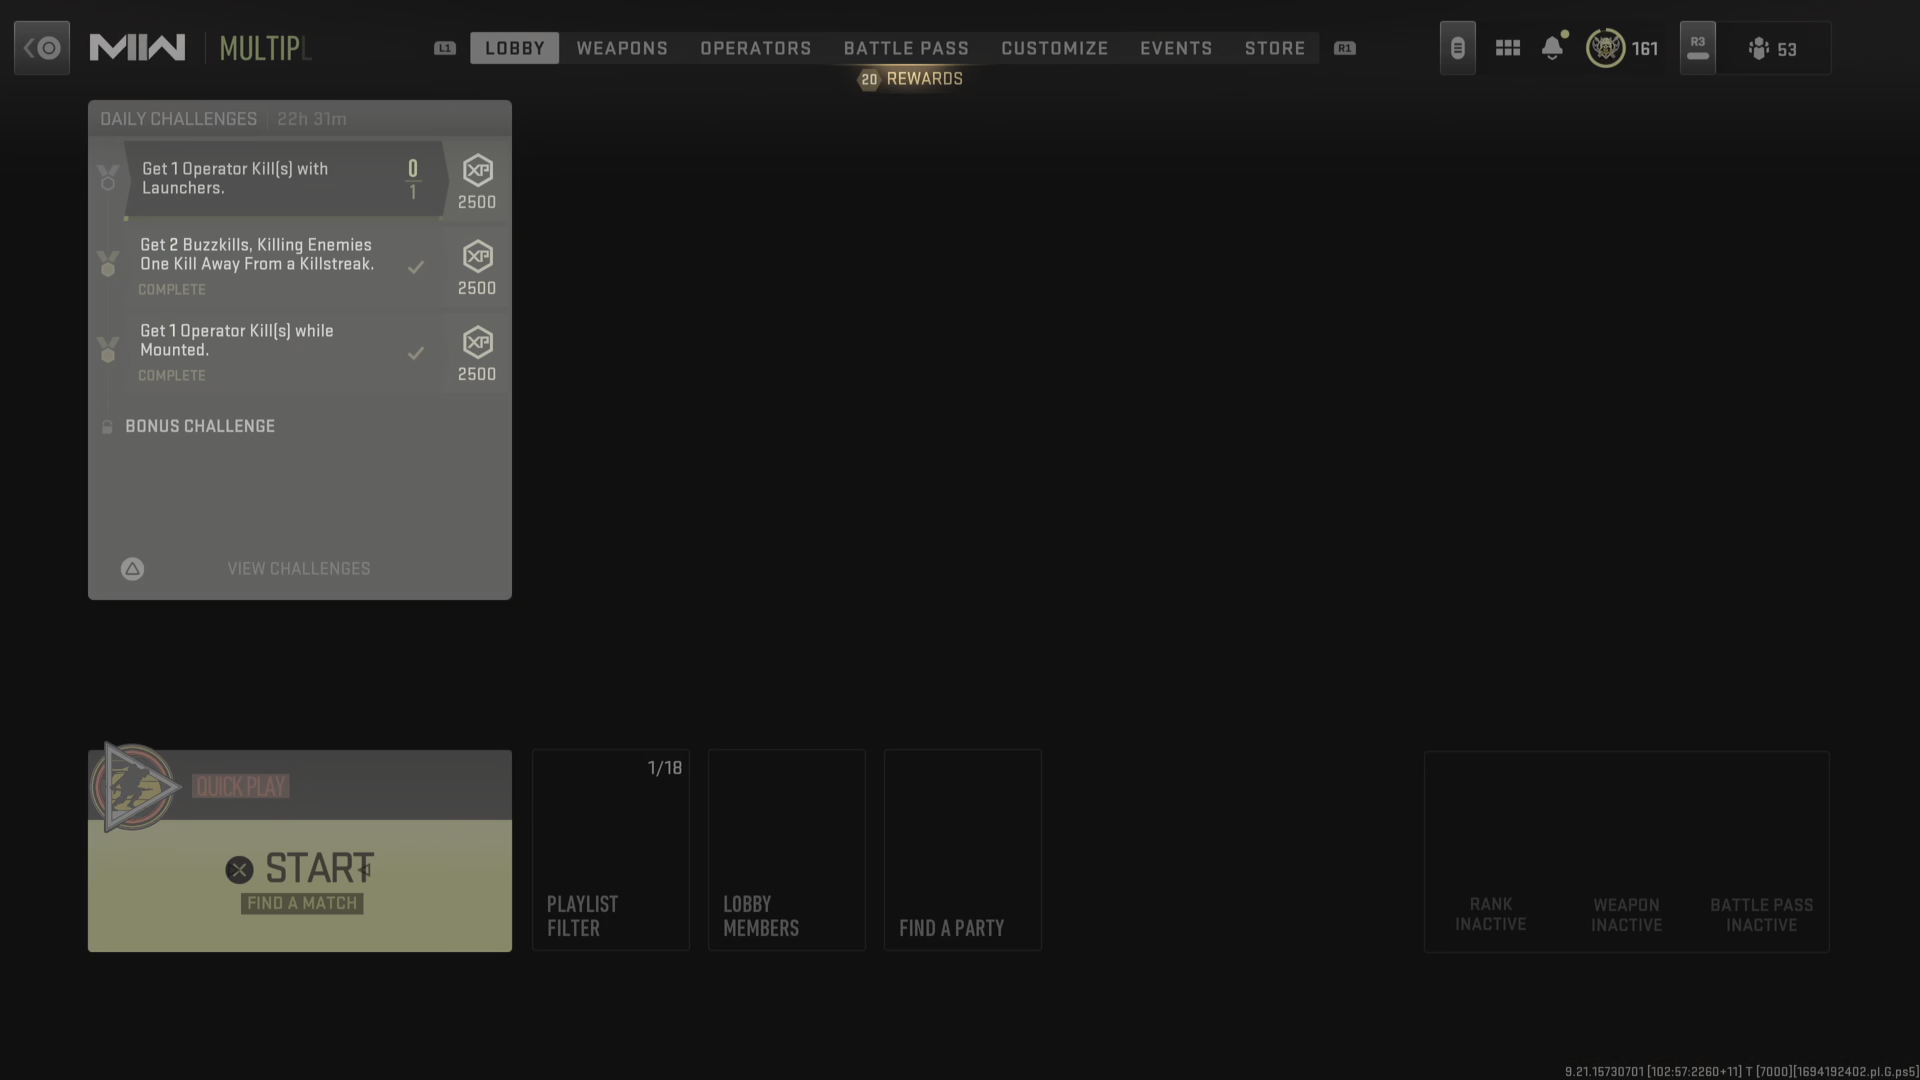 MW MULTIPL
L1 LOBBY WEAPONS OPERATORS BATTLE PASS CUSTOMIZE EVENTS STORE R1
161
R3
53
20 REWARDS
DAILY CHALLENGES 22h 31m
Get 1 Operator Kill(s) with
Launchers.
0
1
XP
2500
Get 2 Buzzkills, Killing Enemies
One Kill Away From a Killstreak.
COMPLETE
XP
2500
Get 1 Operator Kill(s) while
Mounted.
COMPLETE
XP
2500
BONUS CHALLENGE
VIEW CHALLENGES
QUICK PLAY
START
FIND A MATCH
1/18
PLAYLIST
FILTER
LOBBY
MEMBERS
FIND A PARTY
RANK
INACTIVE
WEAPON
INACTIVE
BATTLE PASS
INACTIVE
9.21.15730701 [102:57:2260+11] T [7000][1694192402.pl.G.ps5]